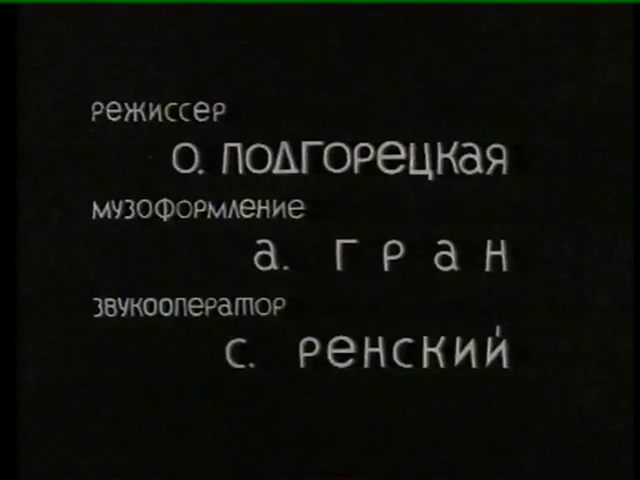 режиссер
О. ПОДГОРЕЦКАЯ
музоформление
а. ГРАН
звукооператор
С. РЕНСКИЙ